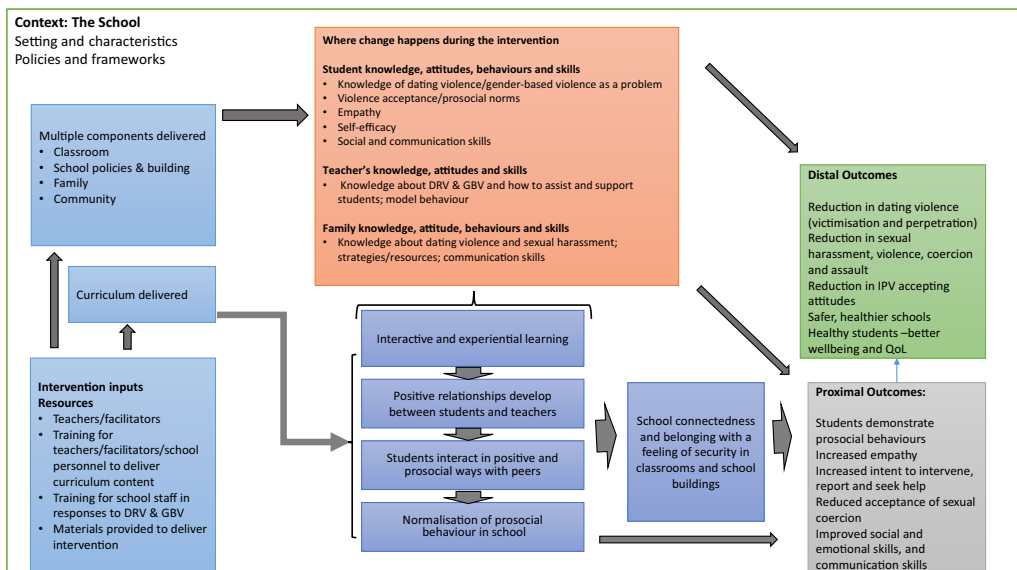 Context: The School
Setting and characteristics
Policies and frameworks
Multiple components delivered
• Classroom
• School policies & building
• Family
• Community
Curriculum delivered
Intervention inputs
Resources
• Teachers/facilitators
• Training for
teachers/facilitators/school
personnel to deliver
curriculum content
• Training for school staff in
responses to DRV & GBV
• Materials provided to deliver
intervention
Where change happens during the intervention
Student knowledge, attitudes, behaviours and skills
• Knowledge of dating violence/gender-based violence as a problem
• Violence acceptance/prosocial norms
• Empathy
• Self-efficacy
• Social and communication skills
Teacher's knowledge, attitudes and skills
• Knowledge about DRV & GBV and how to assist and support
students; model behaviour
Family knowledge, attitude, behaviours and skills
• Knowledge about dating violence and sexual harassment;
strategies/resources; communication skills
Interactive and experiential learning
Positive relationships develop
between students and teachers
Students interact in positive and
prosocial ways with peers
Normalisation of prosocial
behaviour in school
School connectedness
and belonging with a
feeling of security in
classrooms and school
buildings
Distal Outcomes
Reduction in dating violence
(victimisation and perpetration)
Reduction in sexual
harassment, violence, coercion
and assault
Reduction in IPV accepting
attitudes
Safer, healthier schools
Healthy students –better
wellbeing and QoL
Proximal Outcomes:
Students demonstrate
prosocial behaviours
Increased empathy
Increased intent to intervene,
report and seek help
Reduced acceptance of sexual
coercion
Improved social and
emotional skills, and
communication skills